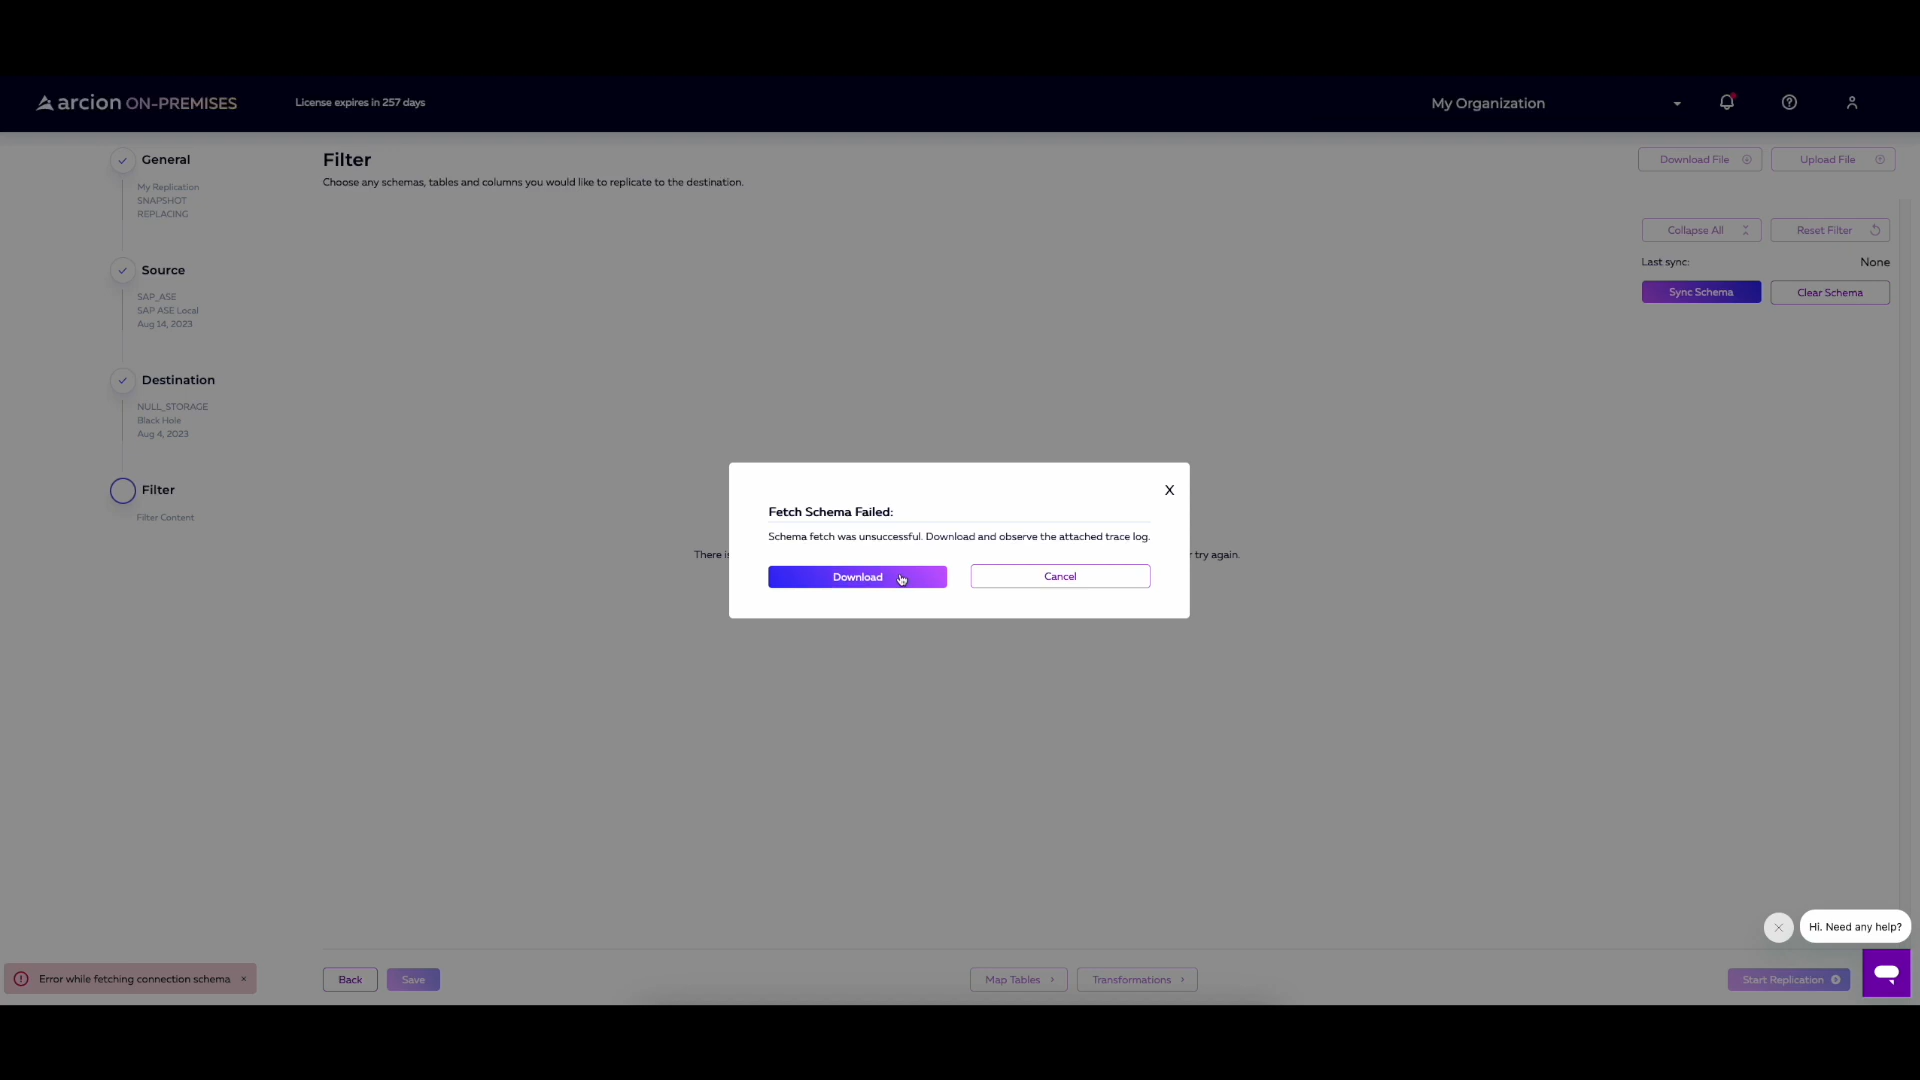 arcion ON-PREMISES
License expires in 257 days
My Organization
General
My Replication
SNAPSHOT
REPLACING
Source
SAP_ASE
SAP ASE Local
Aug 14, 2023
Destination
NULL_STORAGE
Black Hole
Aug 4, 2023
Filter
Filter Content
Filter
Choose any schemas, tables and columns you would like to replicate to the destination.
Download File
Upload File
Collapse All
Reset Filter
Last sync: None
Sync Schema
Clear Schema
There is
r try again.
X
Fetch Schema Failed:
Schema fetch was unsuccessful. Download and observe the attached trace log.
Download
Cancel
Hi. Need any help?
Error while fetching connection schema ×
Back
Save
Map Tables >
Transformations >
Start Replication